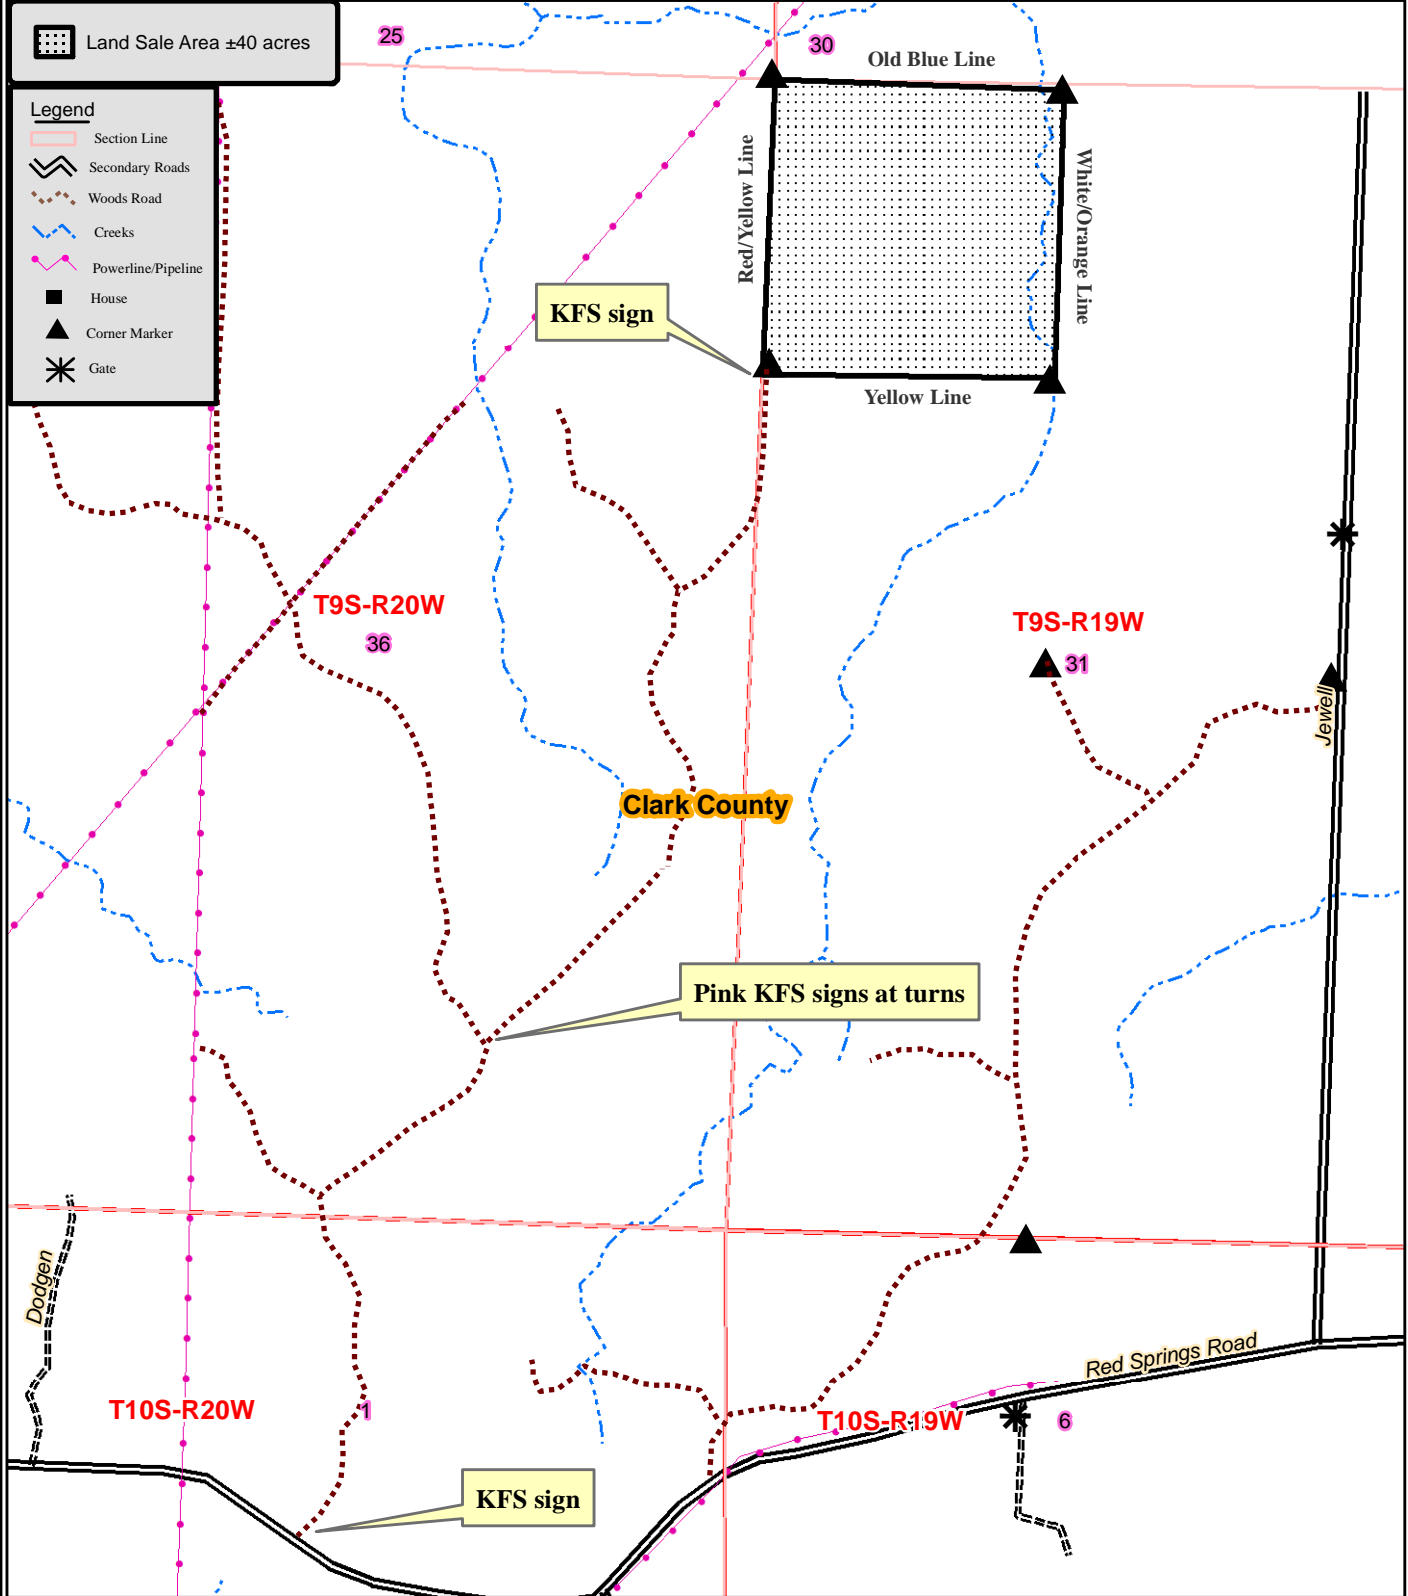 Land Sale Area ±40 acres
Legend
Section Line
Secondary Roads
Woods Road
Creeks
Powerline/Pipeline
House
Corner Marker
Gate
25
30
Old Blue Line
Red/Yellow Line
White/Orange Line
KFS sign
Yellow Line
T9S-R20W
36
T9S-R19W
31
Jewell
Clark County
Pink KFS signs at turns
Dodgen
Red Springs Road
T10S-R20W
1
T10S-R19W
6
KFS sign